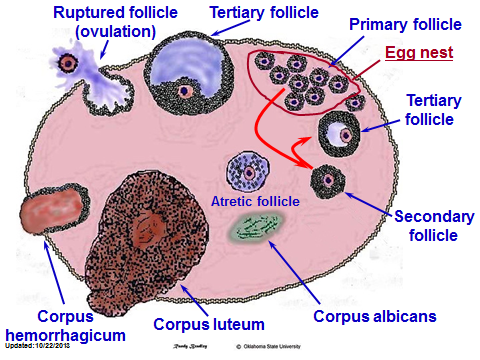 Ruptured follicle
(ovulation)
Tertiary follicle
Primary follicle
Egg nest
Tertiary
follicle
Atretic follicle
Secondary
follicle
Corpus
hemorrhagicum
Corpus luteum
Corpus albicans
Updated: 10/22/2013
© Oklahoma State University